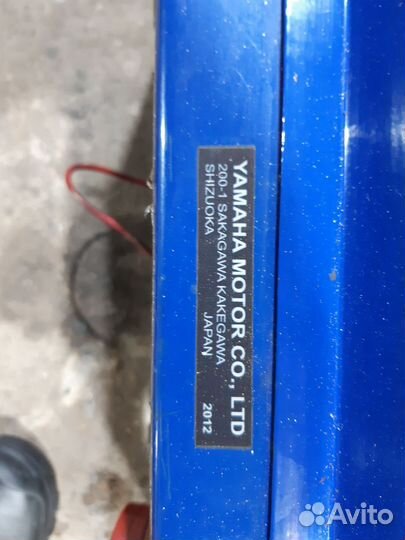 YAMAHA MOTOR CO., LTD
200-1 SAKAGAWA KAKEGAWA
SHIZUOKA JAPAN 2012
Avito